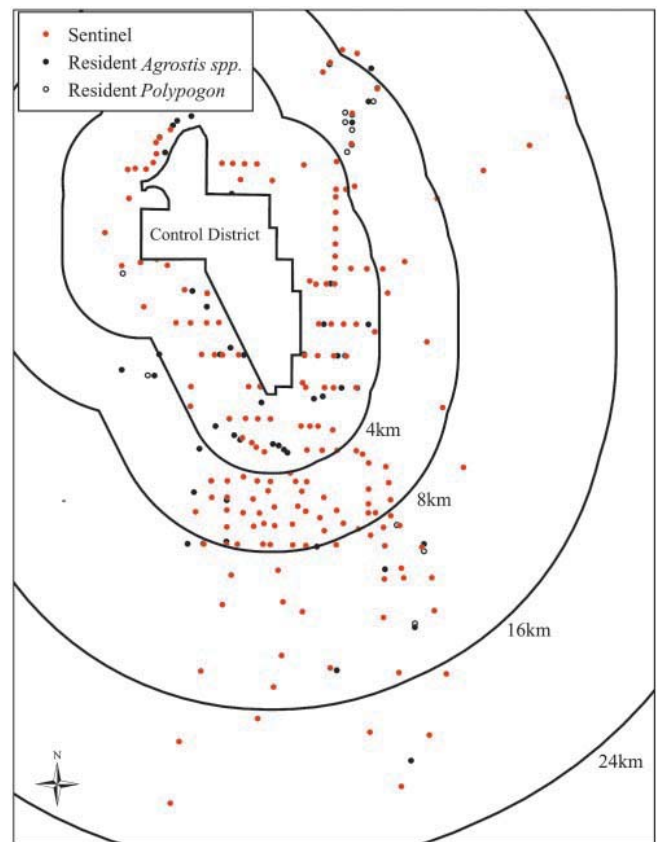 Sentinel
Resident Agrostis spp.
Resident Polypogon
Control District
4km
8km
16km
24km
N